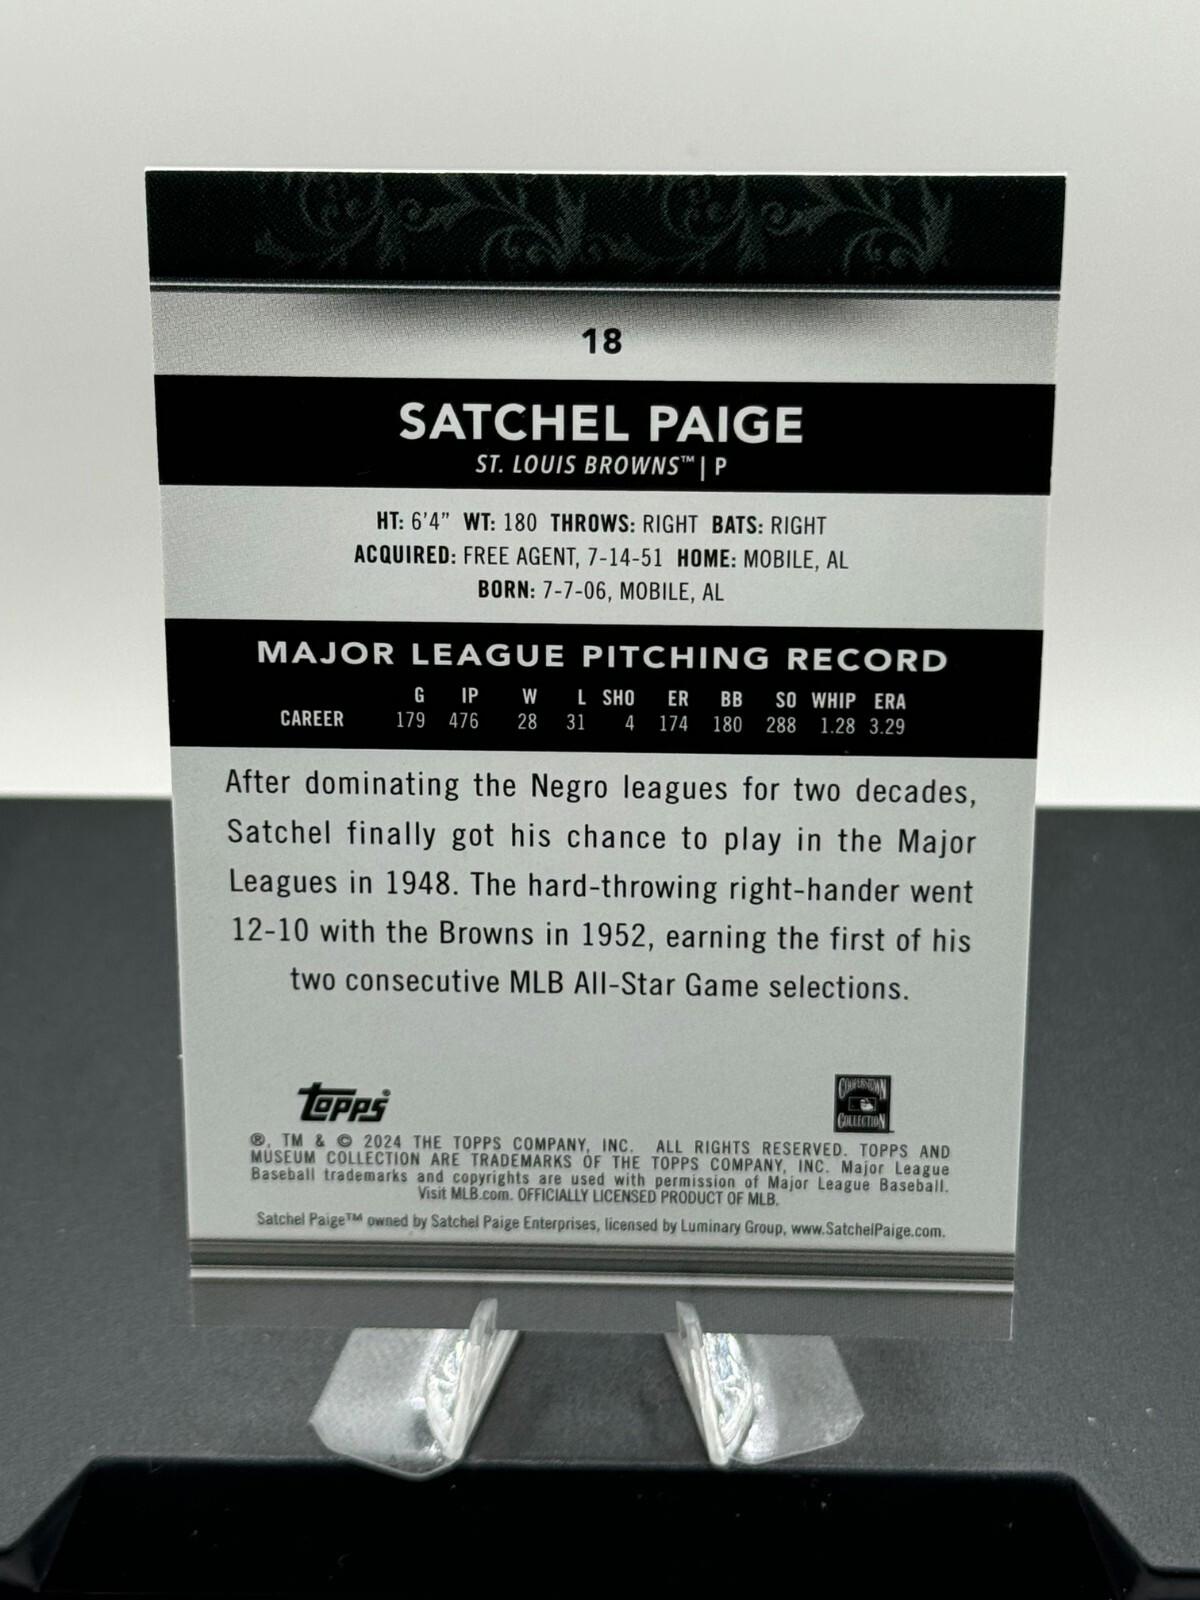 18
SATCHEL PAIGE
ST. LOUIS BROWNS™ | P
HT: 6'4" WT: 180 THROWS: RIGHT BATS: RIGHT
ACQUIRED: FREE AGENT, 7-14-51 HOME: MOBILE, AL
BORN: 7-7-06, MOBILE, AL
MAJOR LEAGUE PITCHING RECORD
G IP W L SHO ER BB SO WHIP ERA
CAREER 179 476 28 31 4 174 180 288 1.28 3.29
After dominating the Negro leagues for two decades,
Satchel finally got his chance to play in the Major
Leagues in 1948. The hard-throwing right-hander went
12-10 with the Browns in 1952, earning the first of his
two consecutive MLB All-Star Game selections.
topps®
COOPERSTOWN
COLLECTION
®, TM & © 2024 THE TOPPS COMPANY, INC. ALL RIGHTS RESERVED. TOPPS AND
MUSEUM COLLECTION ARE TRADEMARKS OF THE TOPPS COMPANY, INC. Major League
Baseball trademarks and copyrights are used with permission of Major League Baseball.
Visit MLB.com. OFFICIALLY LICENSED PRODUCT OF MLB.
Satchel Paige™ owned by Satchel Paige Enterprises, licensed by Luminary Group, www.SatchelPaige.com.